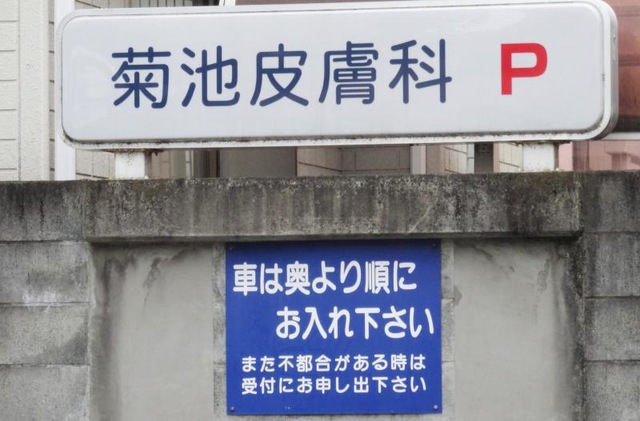 菊池皮膚科 P
車は奥より順に
お入れ下さい
また不都合がある時は
受付にお申し出下さい